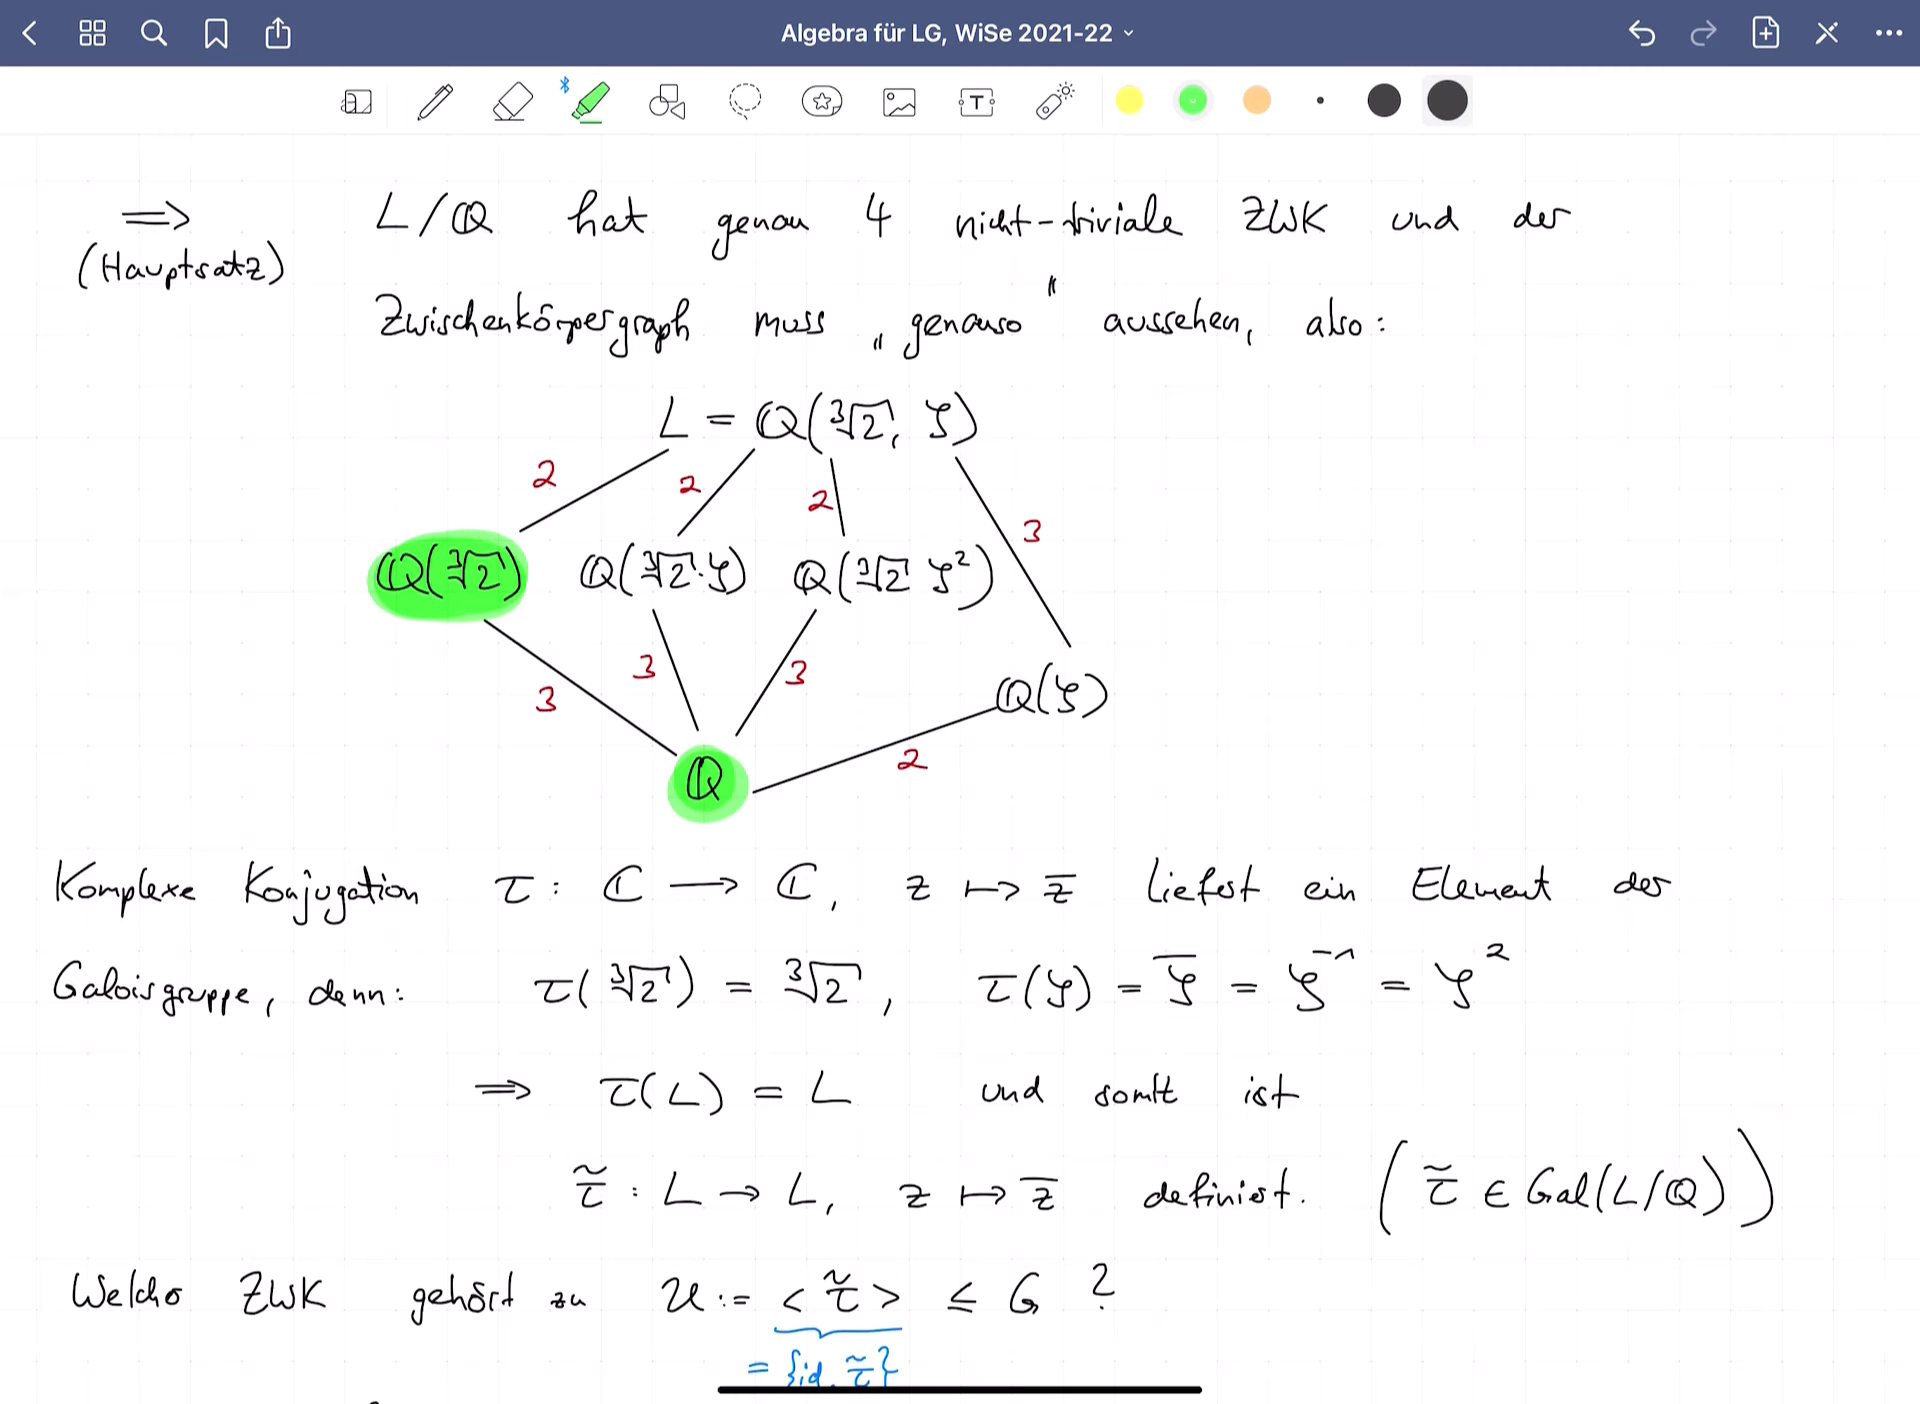 Algebra für LG, WiSe 2021-22
⟹ L/ℚ hat genau 4 nicht-triviale ZWK und der
(Hauptsatz)
Zwischenkörpergraph muss „genauso" aussehen, also:
L = ℚ(∛2, ζ)
2 2 2 3
ℚ(∛2) ℚ(∛2·ζ) ℚ(∛2 ζ²)
3 3 3 ℚ(ζ)
ℚ 2
Komplexe Konjugation τ: ℂ ⟶ ℂ, z ↦ z̅ liefert ein Element der
Galoisgruppe, denn: τ(∛2) = ∛2, τ(ζ) = ζ̅ = ζ⁻¹ = ζ²
⟹ τ(L) = L und somit ist
τ̃: L → L, z ↦ z̅ definiert. (τ̃ ∈ Gal(L/ℚ))
Welcher ZWK gehört zu U := <τ̃> ≤ G ?
= {id, τ̃}